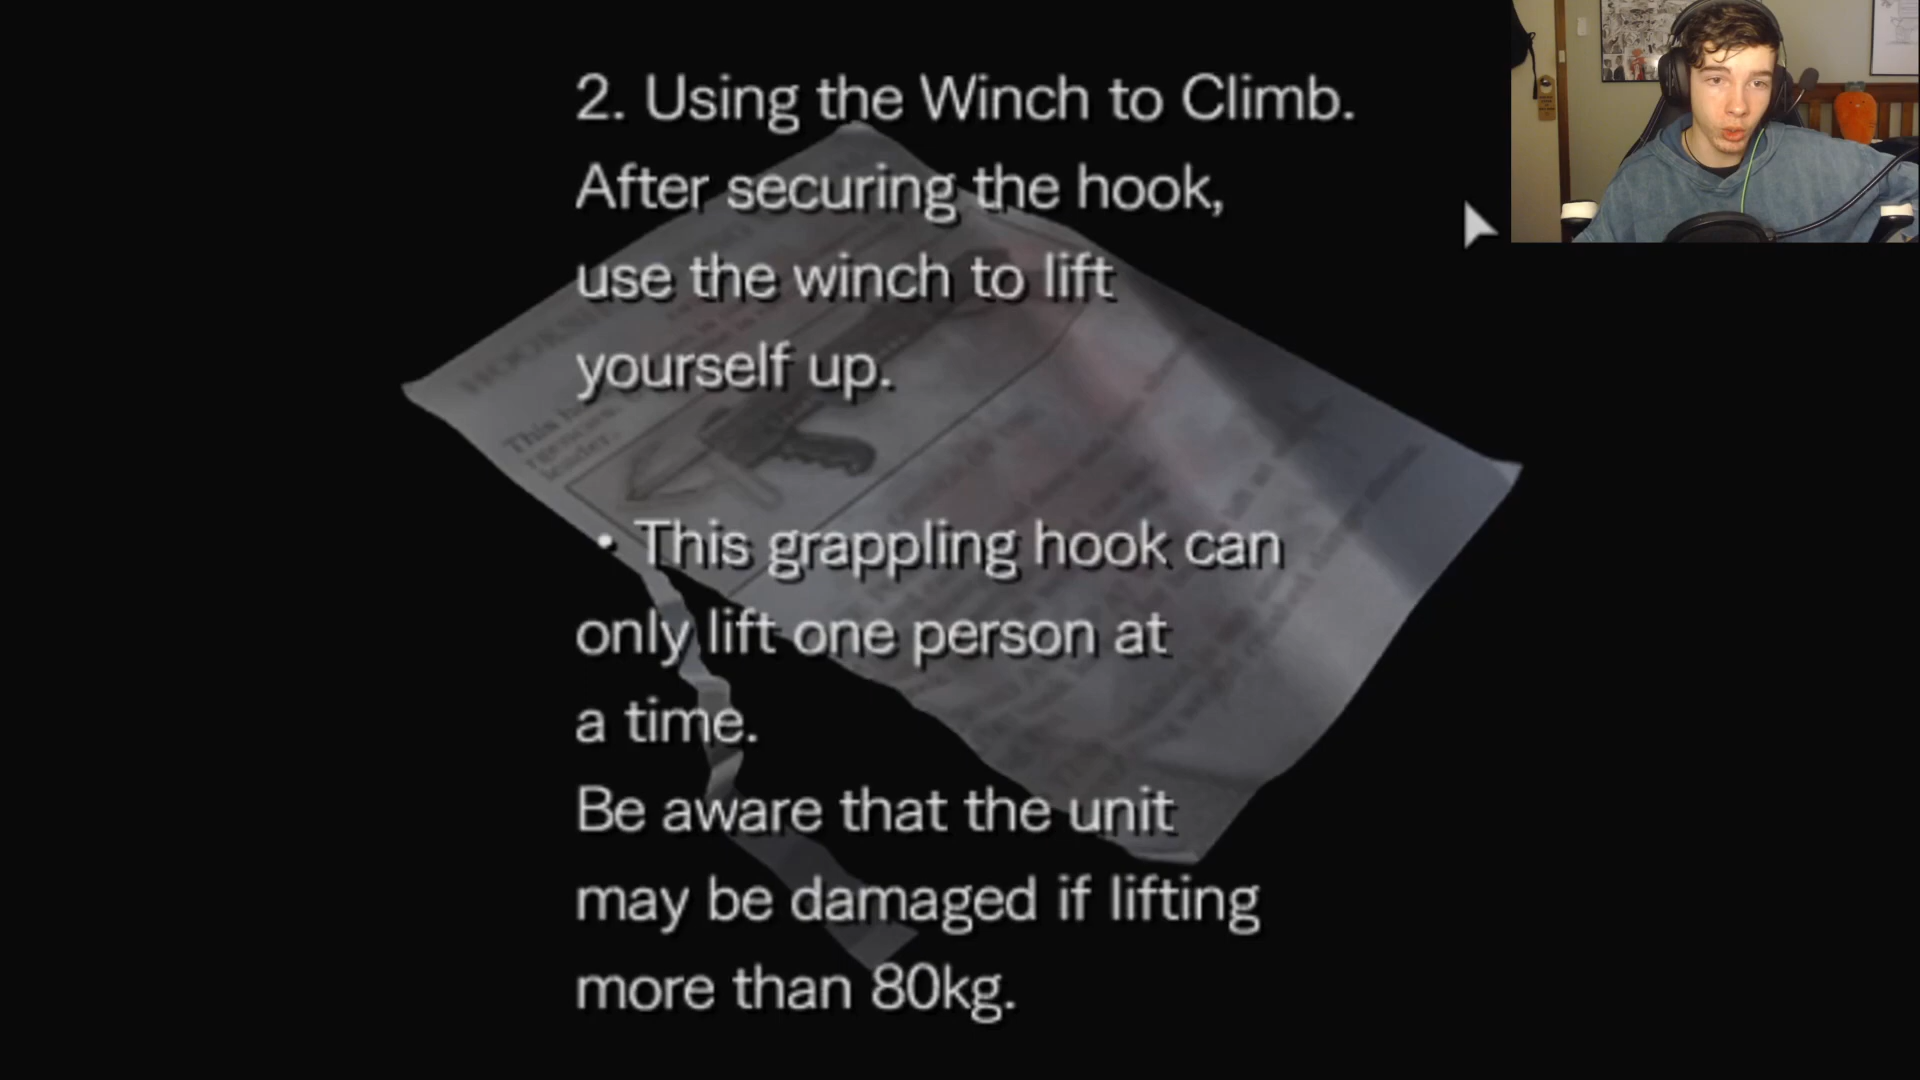 2. Using the Winch to Climb.
After securing the hook,
use the winch to lift
yourself up.
• This grappling hook can
only lift one person at
a time.
Be aware that the unit
may be damaged if lifting
more than 80kg.